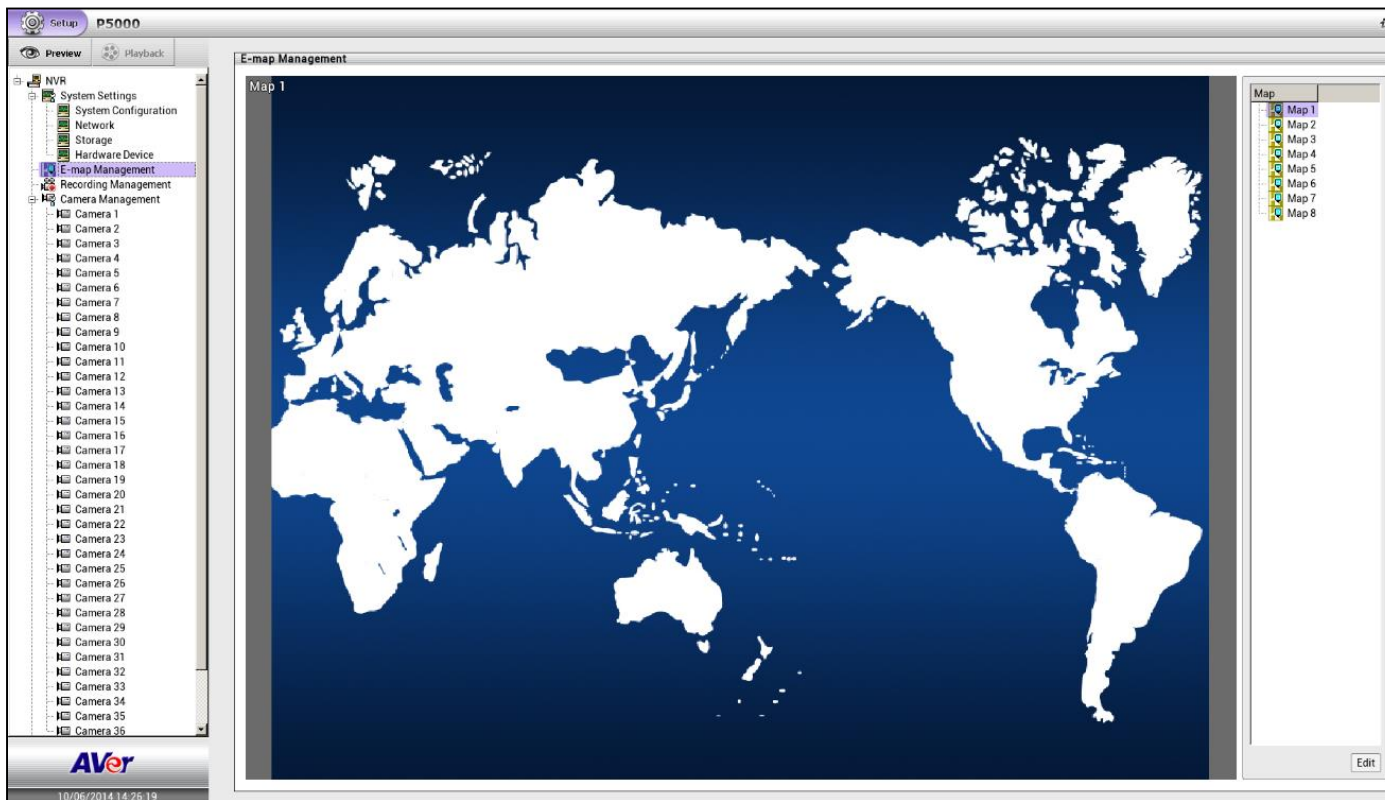 Setup P5000
Preview Playback
NVR
System Settings
System Configuration
Network
Storage
Hardware Device
E-map Management
Recording Management
Camera Management
Camera 1
Camera 2
Camera 3
Camera 4
Camera 5
Camera 6
Camera 7
Camera 8
Camera 9
Camera 10
Camera 11
Camera 12
Camera 13
Camera 14
Camera 15
Camera 16
Camera 17
Camera 18
Camera 19
Camera 20
Camera 21
Camera 22
Camera 23
Camera 24
Camera 25
Camera 26
Camera 27
Camera 28
Camera 29
Camera 30
Camera 31
Camera 32
Camera 33
Camera 34
Camera 35
Camera 36
AVer
10/06/2014 14:26:19
E-map Management
Map 1
Map
Map 1
Map 2
Map 3
Map 4
Map 5
Map 6
Map 7
Map 8
Edit